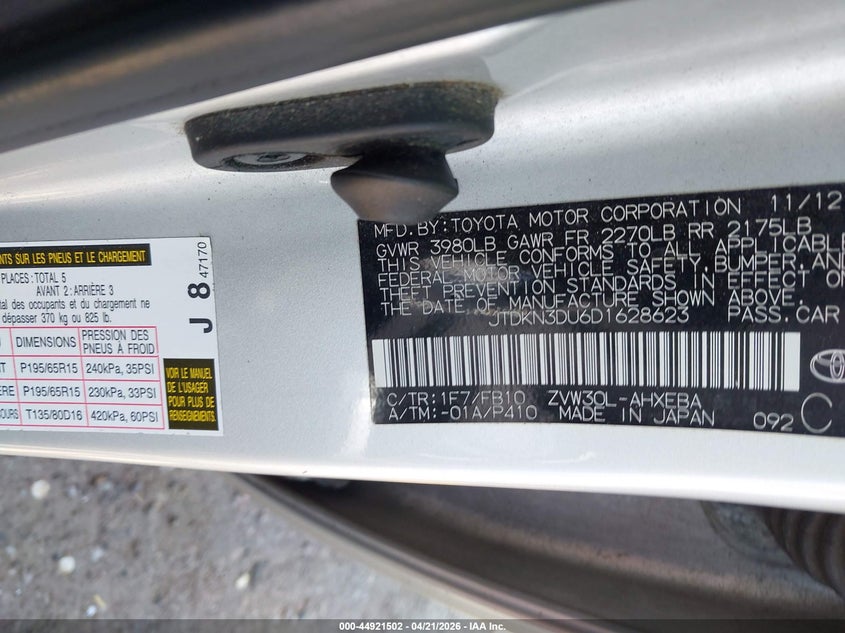 NTS SUR LES PNEUS ET LE CHARGEMENT
PLACES:TOTAL 5
AVANT 2:ARRIÈRE 3
tal des occupants et du chargement ne
dépasser 370 kg ou 825 lb.
DIMENSIONS PRESSION DES PNEUS À FROID
NT P195/65R15 240kPa, 35PSI
ÈRE P195/65R15 230kPa, 33PSI
OURS T135/80D16 420kPa, 60PSI
VOIR LE MANUEL
DE L'USAGER
POUR PLUS DE
RENSEIGNEMENTS
J 8 47170
MFD.BY:TOYOTA MOTOR CORPORATION 11/12
GVWR 3980LB GAWR FR 2270LB RR 2175LB
THIS VEHICLE CONFORMS TO ALL APPLICABLE
FEDERAL MOTOR VEHICLE SAFETY,BUMPER,AND
THEFT PREVENTION STANDARDS IN EFFECT ON
THE DATE OF MANUFACTURE SHOWN ABOVE.
JTDKN3DU6D1628623 PASS.CAR
C/TR:1F7/FB10 ZVW30L-AHXEBA
A/TM:-01A/P410 MADE IN JAPAN 092 C
000-44921502 - 04/21/2026 - IAA Inc.